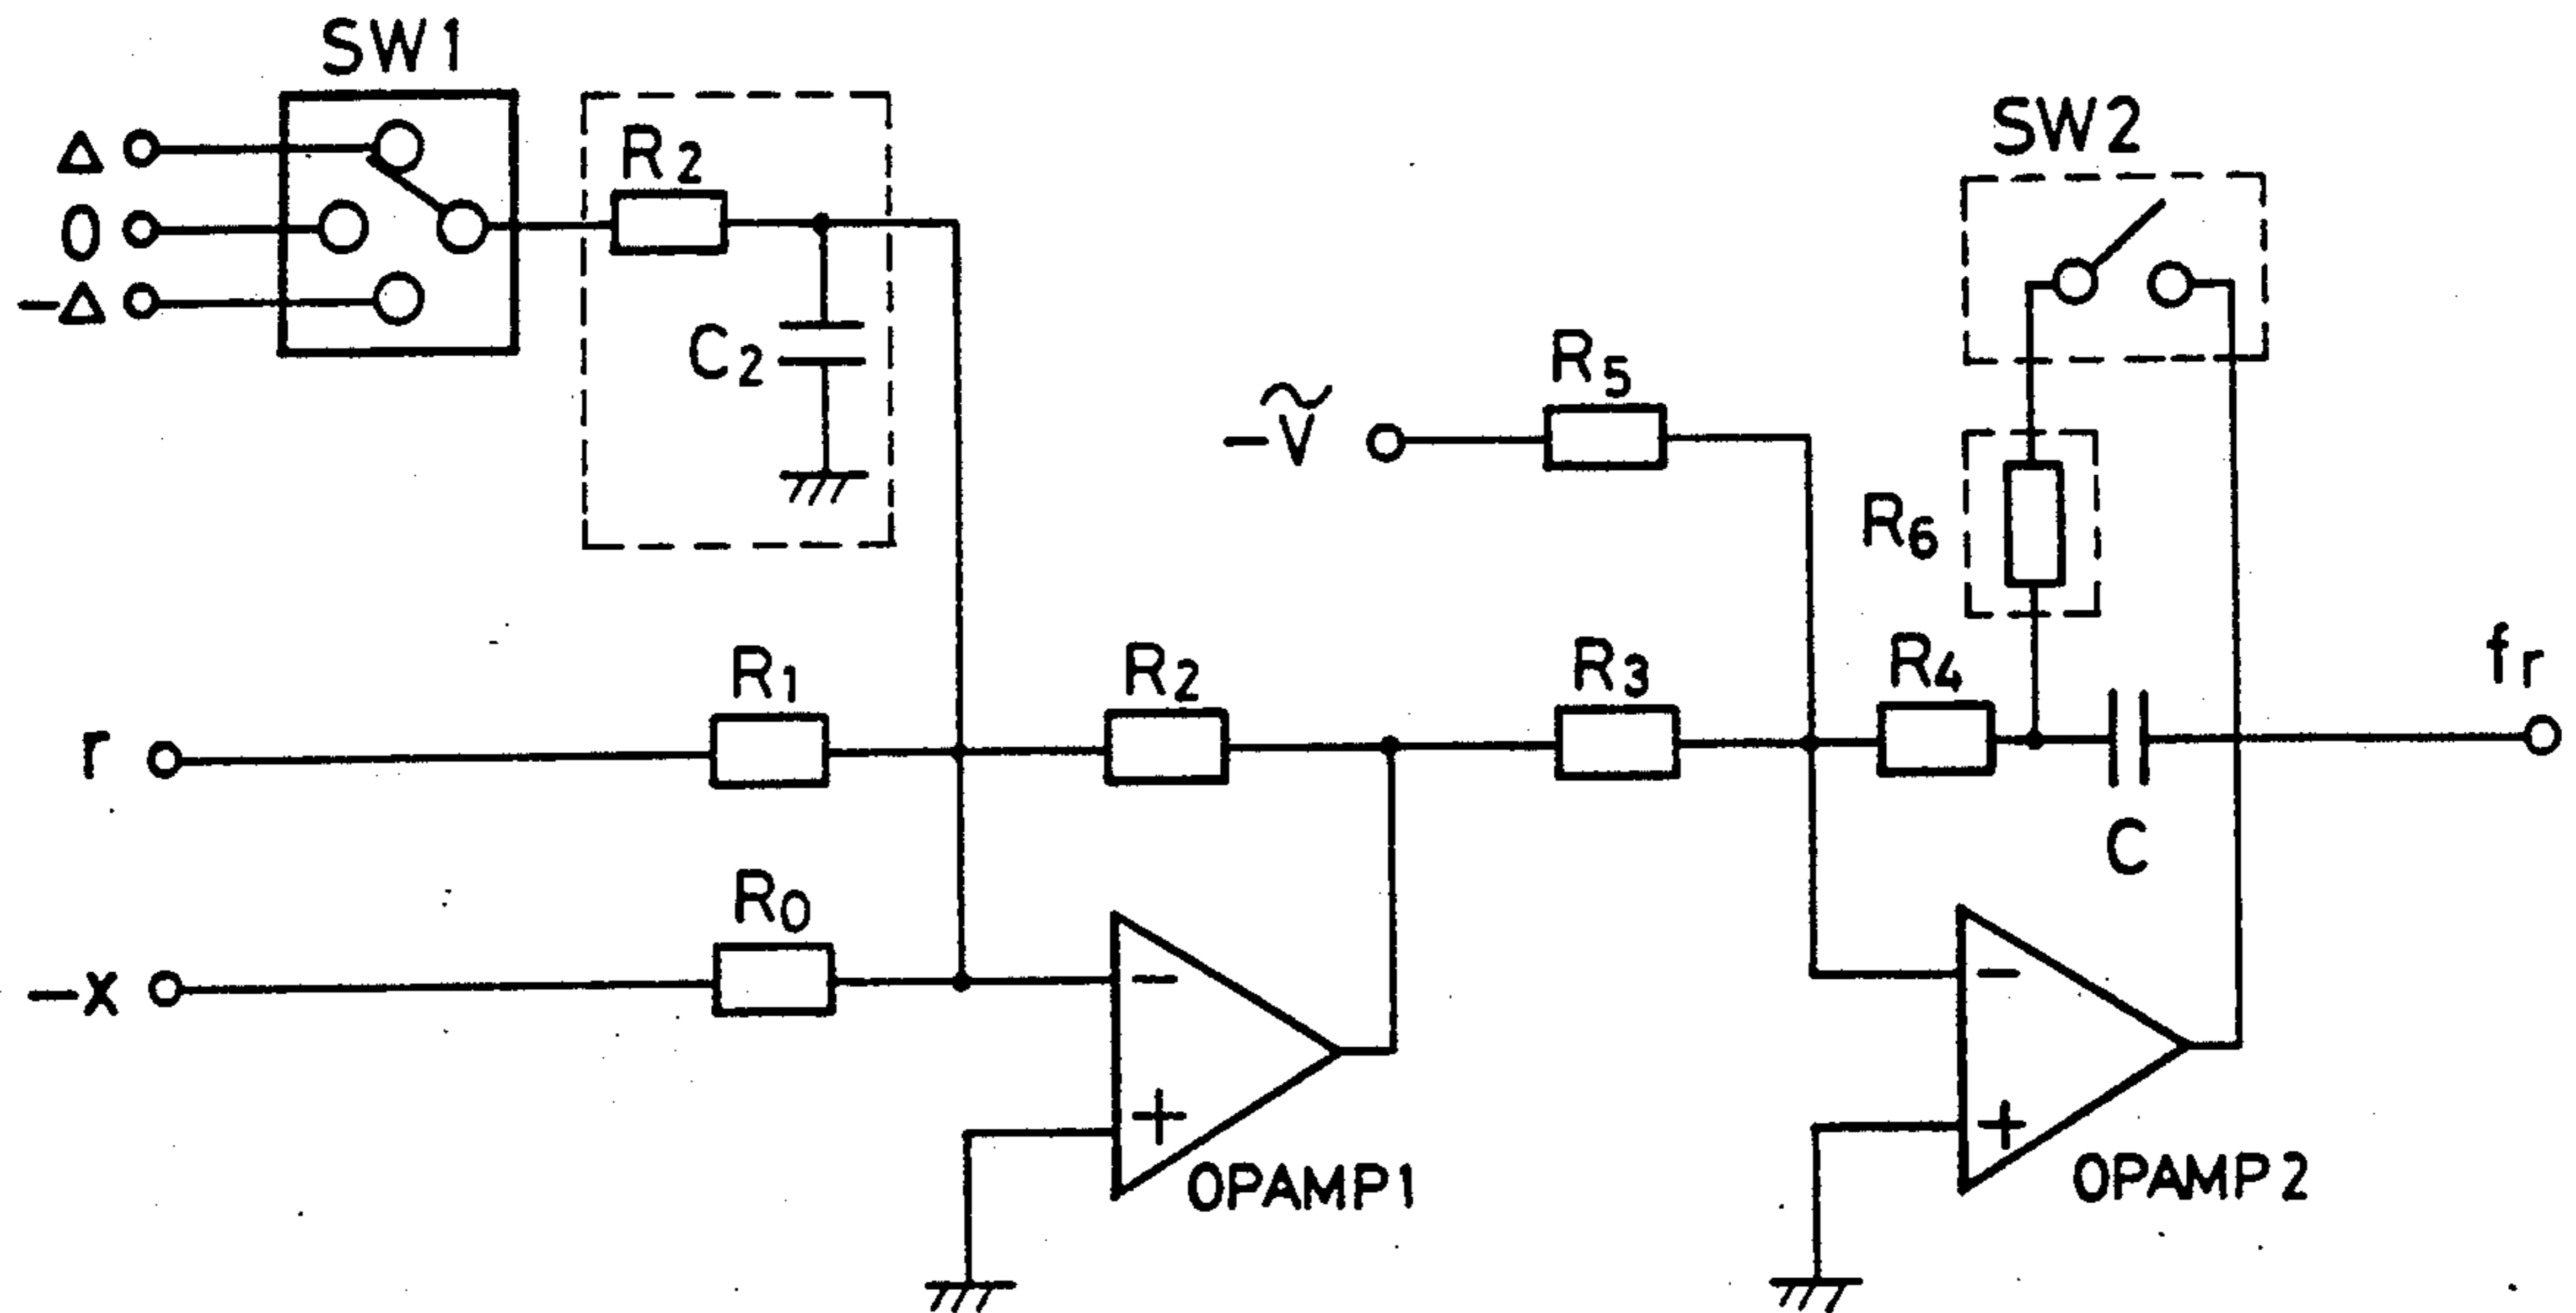 SW1
Δ
0
-Δ
R2
C2
SW2
-Ṽ
R5
R6
r
R1
R2
R3
R4
C
fr
-x
R0
-
+
OPAMP1
-
+
OPAMP2